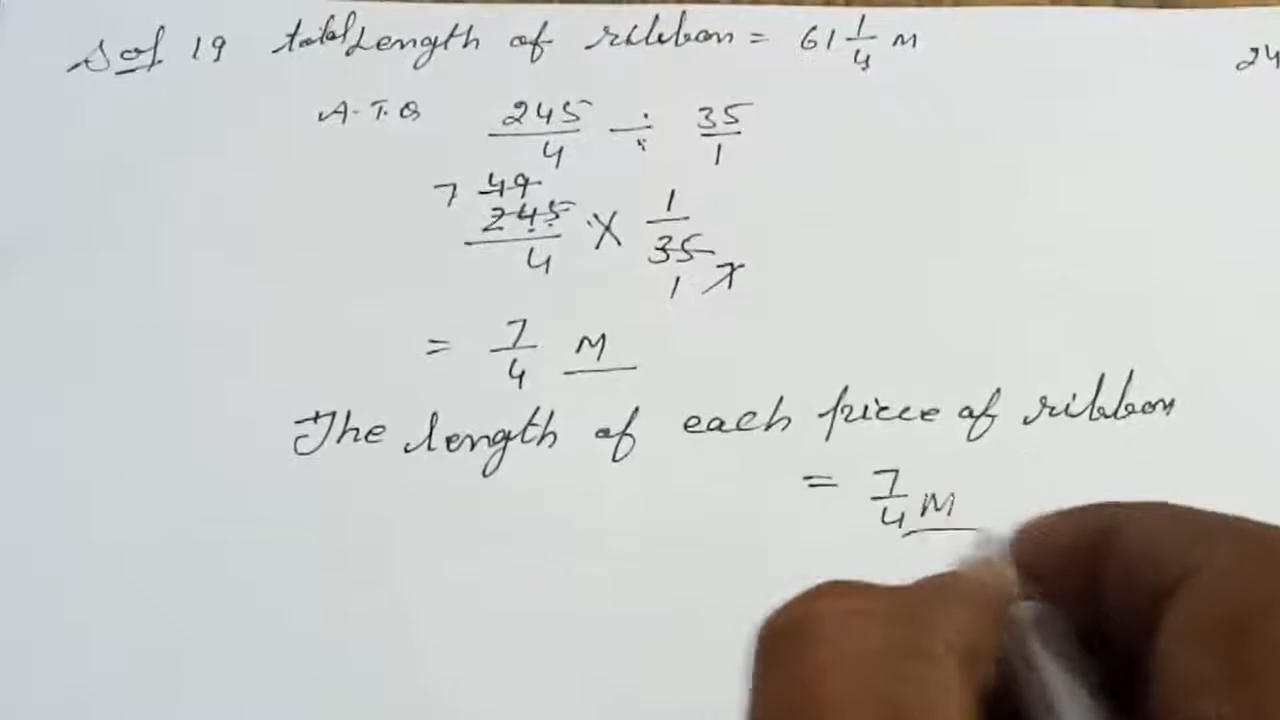 Sol 19 total Length of ribbon = 61 1/4 M
24
A.T.Q 245/4 ÷ 35/1
7 49
245/4 × 1/35
1 7
= 7/4 M
The length of each piece of ribbon
= 7/4 M